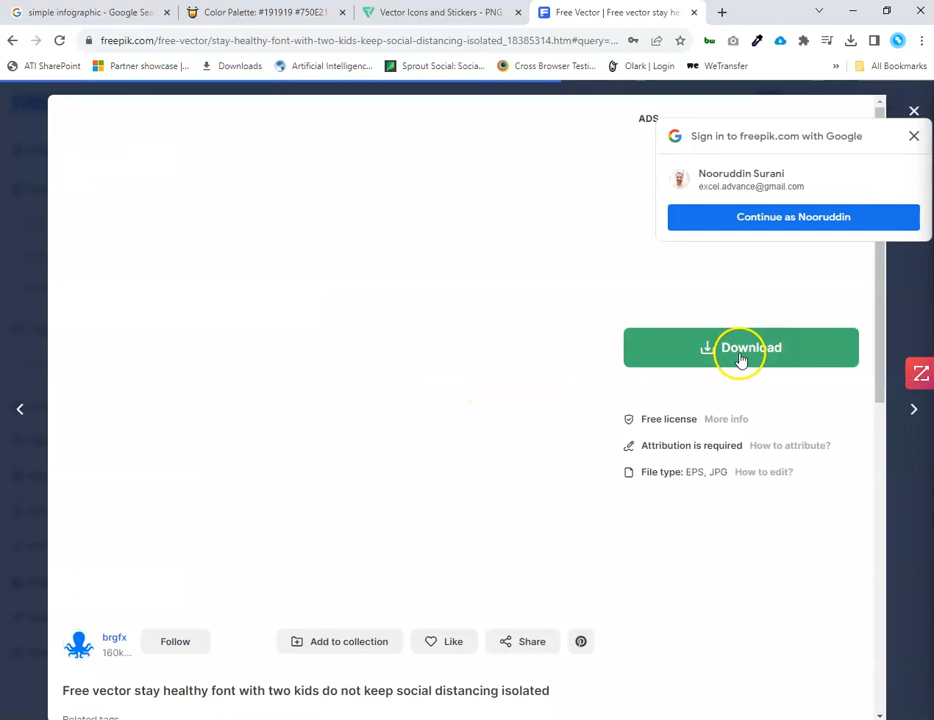 simple infographic - Google Sea
Color Palette: #191919 #750E21
Vector Icons and Stickers - PNG
Free Vector | Free vector stay he
freepik.com/free-vector/stay-healthy-font-with-two-kids-keep-social-distancing-isolated_18385314.htm#query=...
ATI SharePoint
Partner showcase |...
Downloads
Artificial Intelligenc...
Sprout Social: Socia...
Cross Browser Testi...
Olark | Login
WeTransfer
»
All Bookmarks
ADS
Sign in to freepik.com with Google
Nooruddin Surani
excel.advance@gmail.com
Continue as Nooruddin
Download
Free license More info
Attribution is required How to attribute?
File type: EPS, JPG How to edit?
brgfx
160k...
Follow
Add to collection
Like
Share
Free vector stay healthy font with two kids do not keep social distancing isolated
Related tags